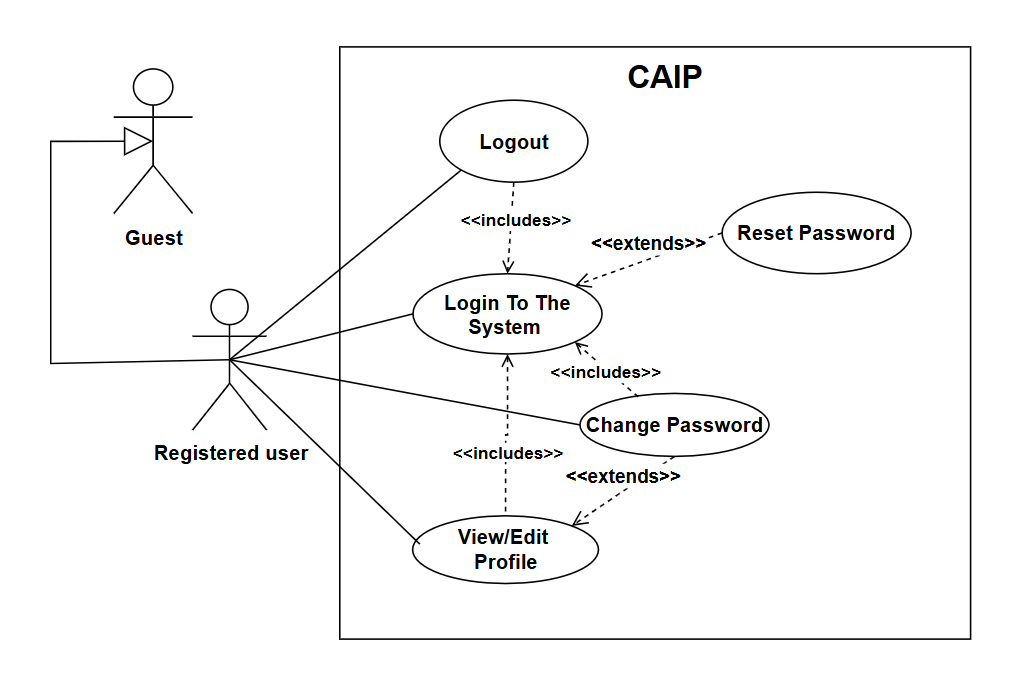 CAIP
Logout
<<includes>>
Reset Password
<<extends>>
Guest
Login To The
System
<<includes>>
Change Password
Registered user
<<includes>>
<<extends>>
View/Edit
Profile